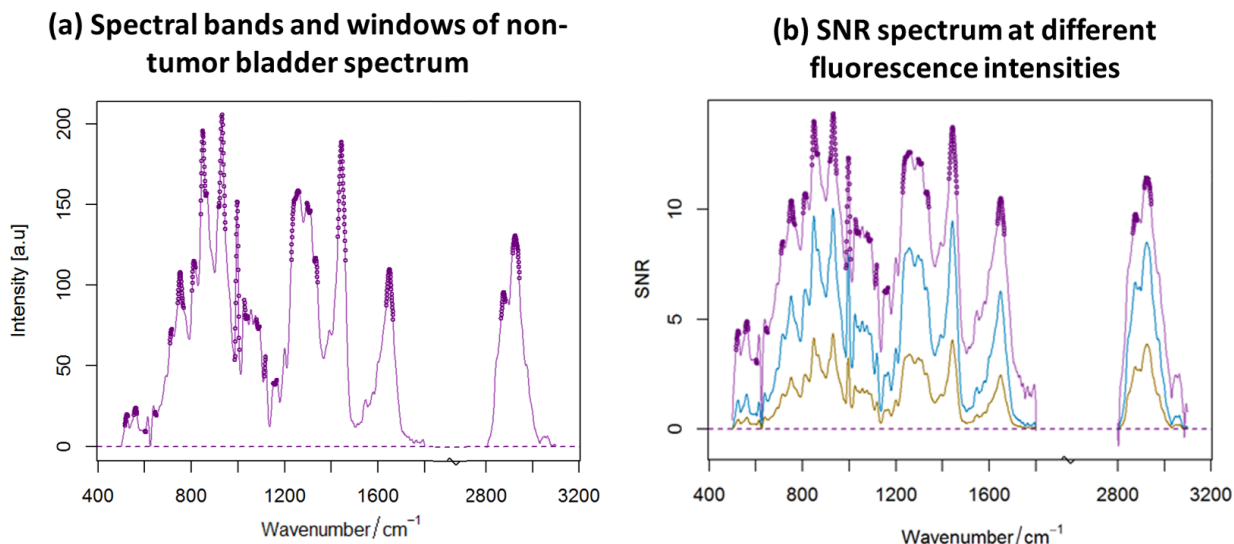 (a) Spectral bands and windows of non-
tumor bladder spectrum
Intensity [a.u]
200
150
100
50
0
400
800
1200
1600
2800
3200
Wavenumber/cm⁻¹
(b) SNR spectrum at different
fluorescence intensities
SNR
10
5
0
400
800
1200
1600
2800
3200
Wavenumber/cm⁻¹